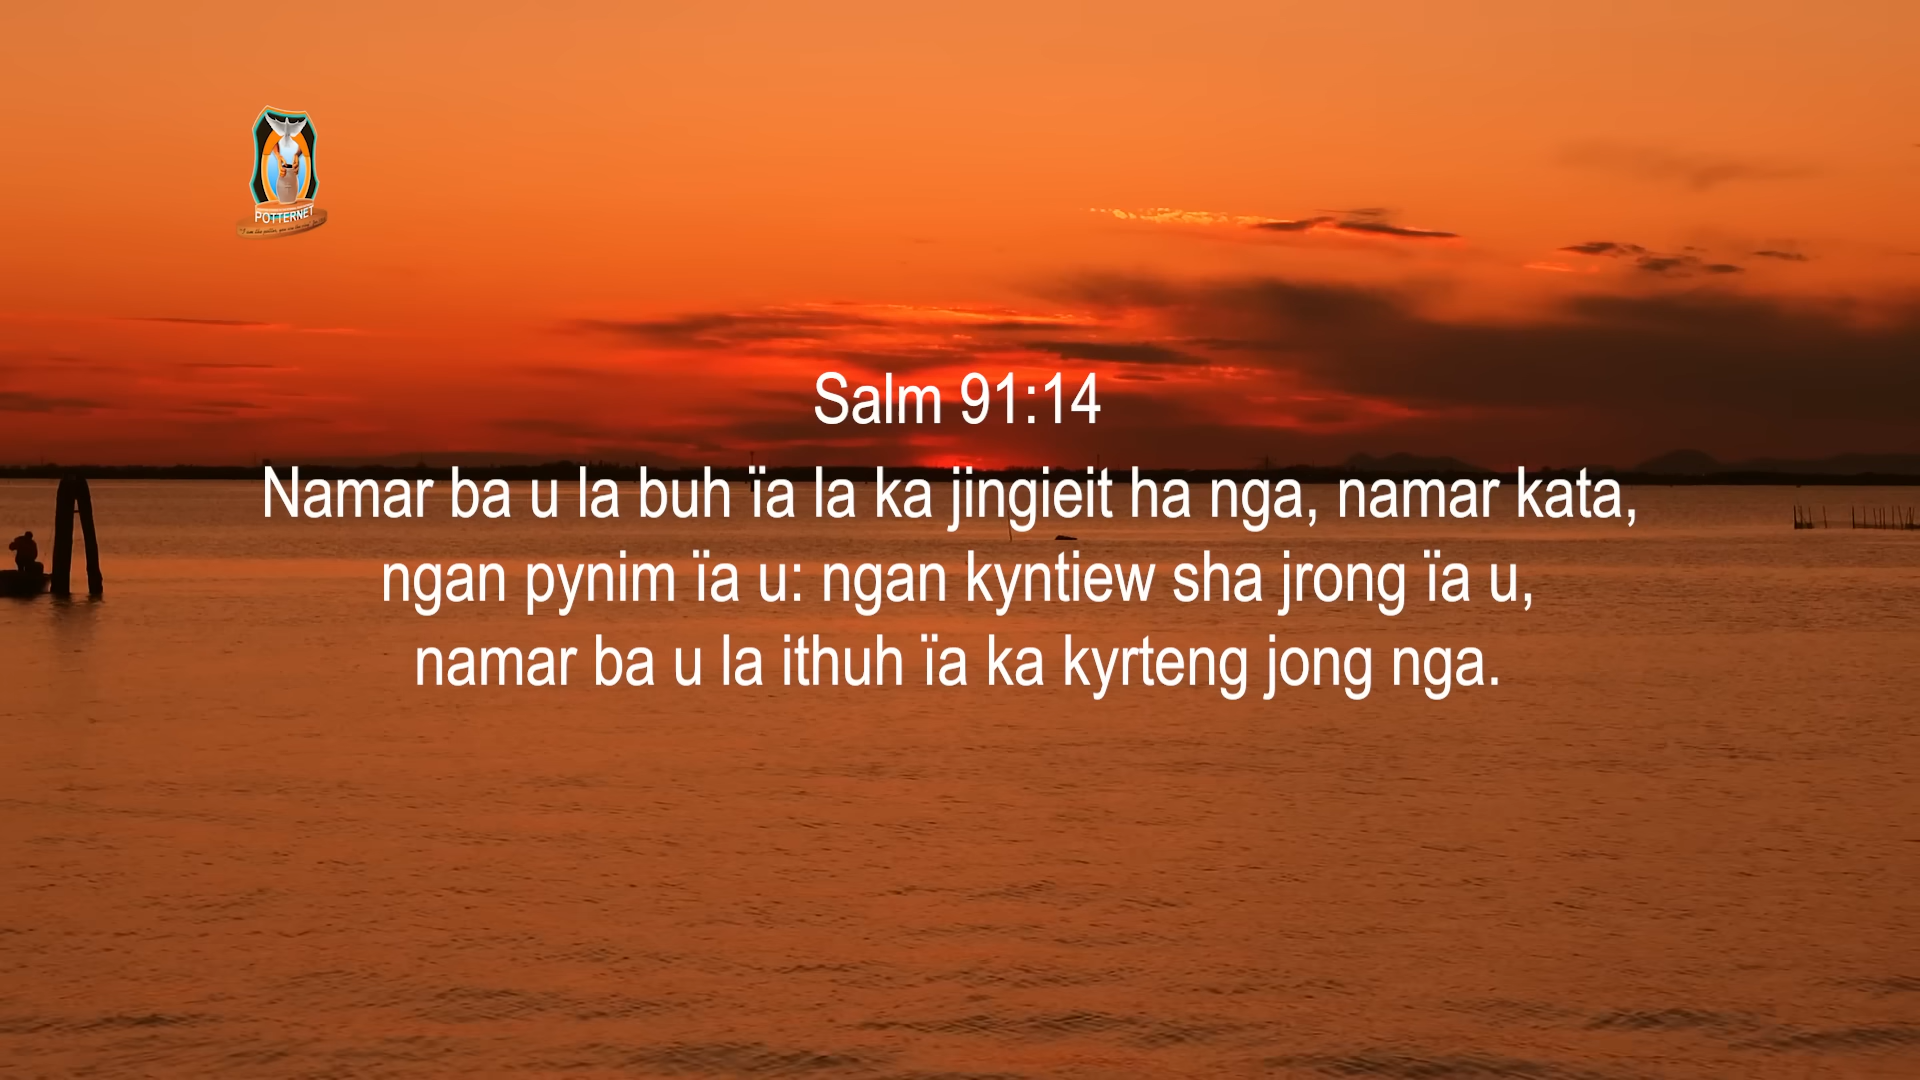 POTTERNET
Salm 91:14
Namar ba u la buh ïa la ka jingieit ha nga, namar kata,
ngan pynim ïa u: ngan kyntiew sha jrong ïa u,
namar ba u la ithuh ïa ka kyrteng jong nga.